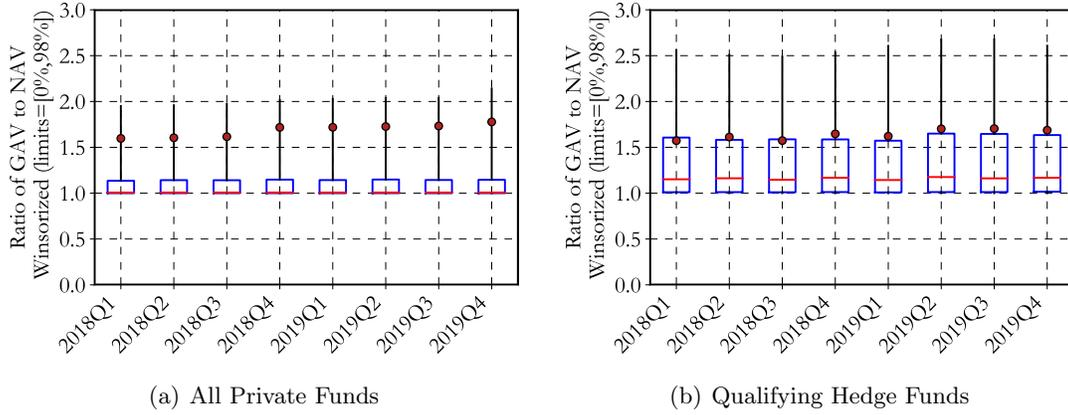 Ratio of GAV to NAV
Winsorized (limits=[0%,98%])
3.0
2.5
2.0
1.5
1.0
0.5
0.0
2018Q1
2018Q2
2018Q3
2018Q4
2019Q1
2019Q2
2019Q3
2019Q4
(a) All Private Funds
Ratio of GAV to NAV
Winsorized (limits=[0%,98%])
3.0
2.5
2.0
1.5
1.0
0.5
0.0
2018Q1
2018Q2
2018Q3
2018Q4
2019Q1
2019Q2
2019Q3
2019Q4
(b) Qualifying Hedge Funds